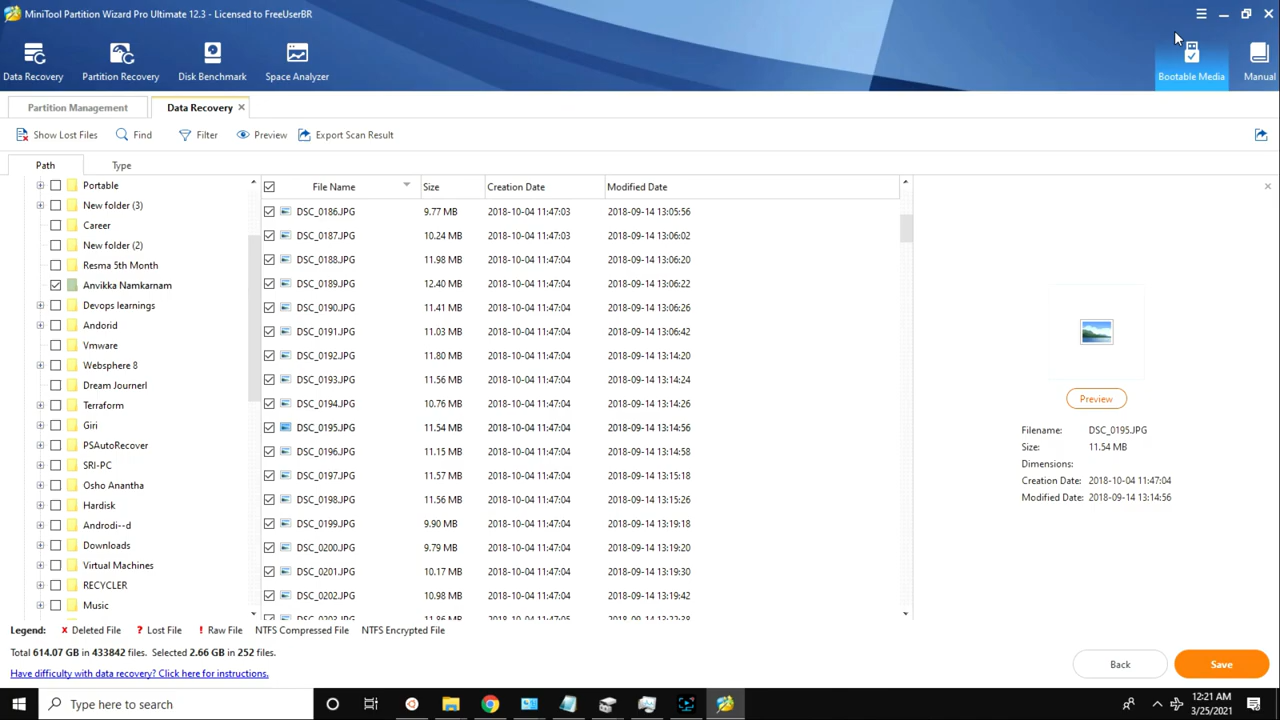 MiniTool Partition Wizard Pro Ultimate 12.3 - Licensed to FreeUserBR
Data Recovery
Partition Recovery
Disk Benchmark
Space Analyzer
Bootable Media
Manual
Partition Management
Data Recovery
Show Lost Files
Find
Filter
Preview
Export Scan Result
Path
Type
Portable
New folder (3)
Career
New folder (2)
Resma 5th Month
Anvikka Namkarnam
Devops learnings
Andorid
Vmware
Websphere 8
Dream Journerl
Terraform
Giri
PSAutoRecover
SRI-PC
Osho Anantha
Hardisk
Androdi--d
Downloads
Virtual Machines
RECYCLER
Music
File Name Size Creation Date Modified Date
DSC_0186.JPG 9.77 MB 2018-10-04 11:47:03 2018-09-14 13:05:56
DSC_0187.JPG 10.24 MB 2018-10-04 11:47:03 2018-09-14 13:06:02
DSC_0188.JPG 11.98 MB 2018-10-04 11:47:04 2018-09-14 13:06:20
DSC_0189.JPG 12.40 MB 2018-10-04 11:47:04 2018-09-14 13:06:22
DSC_0190.JPG 11.41 MB 2018-10-04 11:47:04 2018-09-14 13:06:26
DSC_0191.JPG 11.03 MB 2018-10-04 11:47:04 2018-09-14 13:06:42
DSC_0192.JPG 11.80 MB 2018-10-04 11:47:04 2018-09-14 13:14:20
DSC_0193.JPG 11.56 MB 2018-10-04 11:47:04 2018-09-14 13:14:24
DSC_0194.JPG 10.76 MB 2018-10-04 11:47:04 2018-09-14 13:14:26
DSC_0195.JPG 11.54 MB 2018-10-04 11:47:04 2018-09-14 13:14:56
DSC_0196.JPG 11.15 MB 2018-10-04 11:47:04 2018-09-14 13:14:58
DSC_0197.JPG 11.57 MB 2018-10-04 11:47:04 2018-09-14 13:15:18
DSC_0198.JPG 11.56 MB 2018-10-04 11:47:04 2018-09-14 13:15:26
DSC_0199.JPG 9.90 MB 2018-10-04 11:47:04 2018-09-14 13:19:18
DSC_0200.JPG 9.79 MB 2018-10-04 11:47:04 2018-09-14 13:19:20
DSC_0201.JPG 10.17 MB 2018-10-04 11:47:04 2018-09-14 13:19:30
DSC_0202.JPG 10.98 MB 2018-10-04 11:47:04 2018-09-14 13:19:42
DSC_0203.JPG 11.86 MB 2018-10-04 11:47:05 2018-09-14 13:22:38
Preview
Filename: DSC_0195.JPG
Size: 11.54 MB
Dimensions:
Creation Date: 2018-10-04 11:47:04
Modified Date: 2018-09-14 13:14:56
Legend: x Deleted File ? Lost File ! Raw File NTFS Compressed File NTFS Encrypted File
Total 614.07 GB in 433842 files. Selected 2.66 GB in 252 files.
Have difficulty with data recovery? Click here for instructions.
Back
Save
Type here to search
12:21 AM
3/25/2021